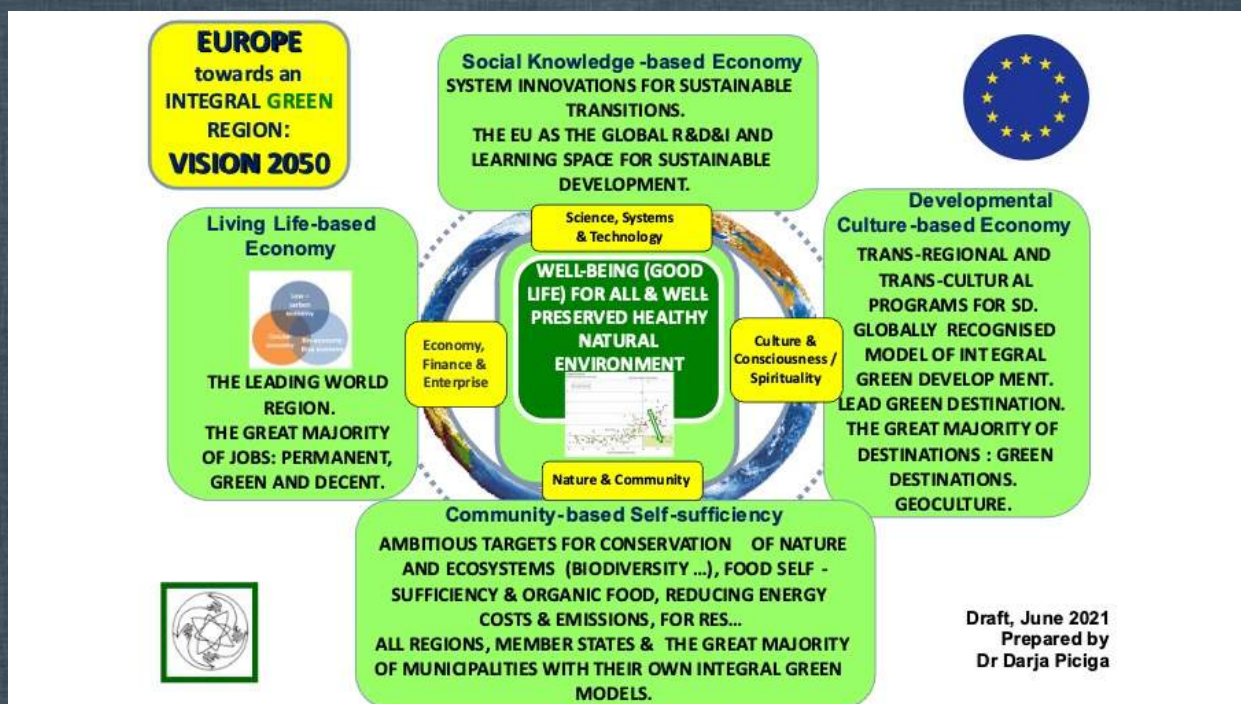 EUROPE
towards an
INTEGRAL GREEN
REGION:
VISION 2050
Social Knowledge -based Economy
SYSTEM INNOVATIONS FOR SUSTAINABLE
TRANSITIONS.
THE EU AS THE GLOBAL R&D&I AND
LEARNING SPACE FOR SUSTAINABLE
DEVELOPMENT.
Living Life-based
Economy
Low –
carbon
economy
THE LEADING WORLD
REGION.
THE GREAT MAJORITY
OF JOBS: PERMANENT,
GREEN AND DECENT.
Science, Systems
& Technology
WELL-BEING (GOOD
LIFE) FOR ALL & WELL-
PRESERVED HEALTHY
NATURAL
ENVIRONMENT
Economy,
Finance &
Enterprise
Culture &
Consciousness /
Spirituality
Nature & Community
Developmental
Culture-based Economy
TRANS-REGIONAL AND
TRANS-CULTURAL
PROGRAMS FOR SD.
GLOBALLY RECOGNISED
MODEL OF INTEGRAL
GREEN DEVELOP MENT.
LEAD GREEN DESTINATION.
THE GREAT MAJORITY OF
DESTINATIONS : GREEN
DESTINATIONS.
GEOCULTURE.
Community-based Self-sufficiency
AMBITIOUS TARGETS FOR CONSERVATION OF NATURE
AND ECOSYSTEMS (BIODIVERSITY ...), FOOD SELF -
SUFFICIENCY & ORGANIC FOOD, REDUCING ENERGY
COSTS & EMISSIONS, FOR RES...
ALL REGIONS, MEMBER STATES & THE GREAT MAJORITY
OF MUNICIPALITIES WITH THEIR OWN INTEGRAL GREEN
MODELS.
Draft, June 2021
Prepared by
Dr Darja Piciga